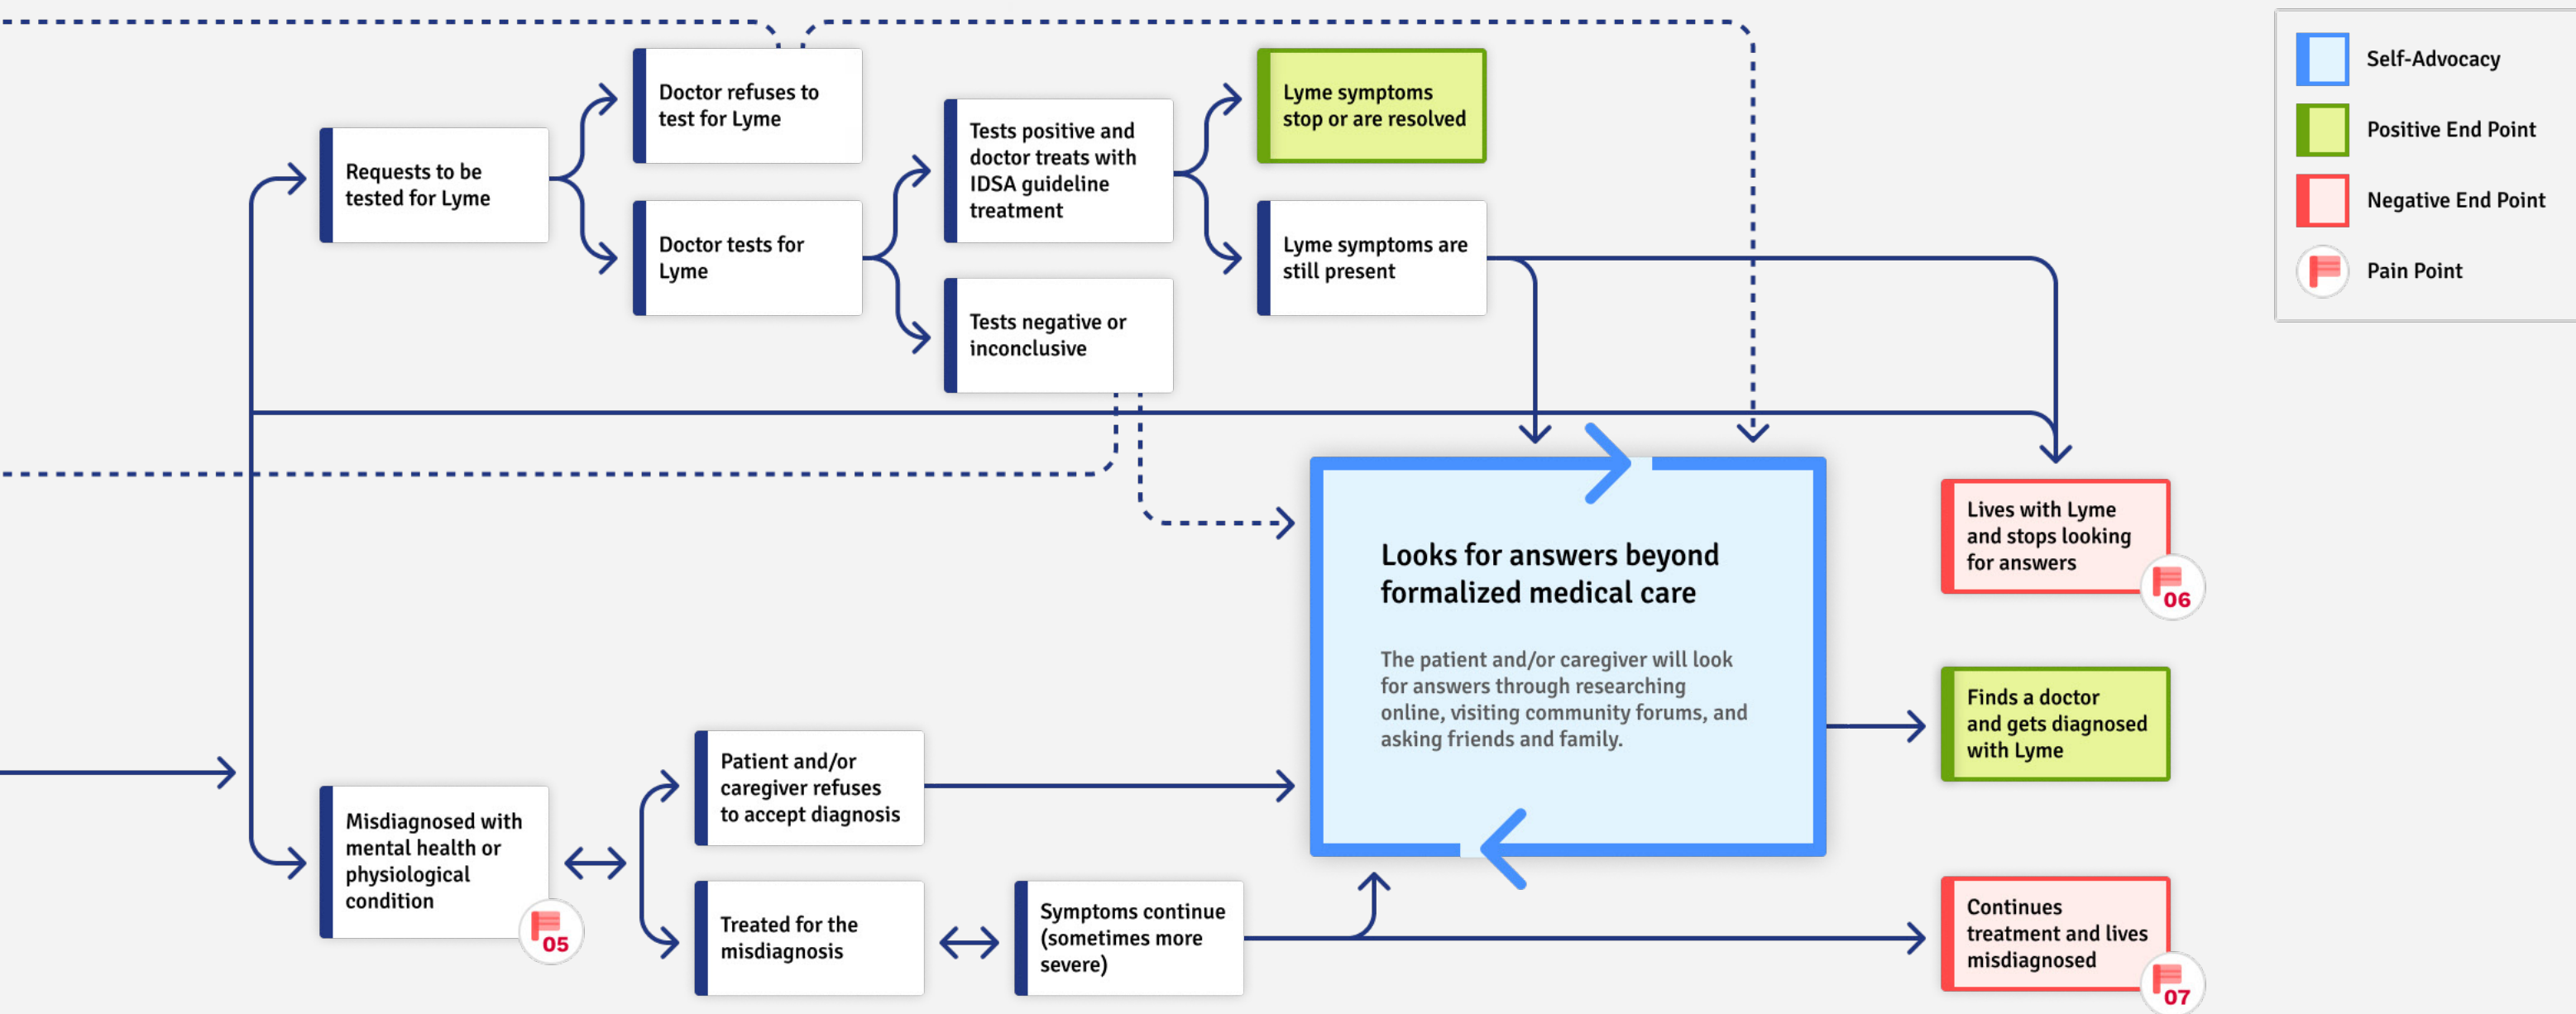 Doctor refuses to
test for Lyme
Lyme symptoms
stop or are resolved
Tests positive and
doctor treats with
IDSA guideline
treatment
Requests to be
tested for Lyme
Doctor tests for
Lyme
Lyme symptoms are
still present
Tests negative or
inconclusive
Self-Advocacy
Positive End Point
Negative End Point
Pain Point
Looks for answers beyond
formalized medical care
The patient and/or caregiver will look
for answers through researching
online, visiting community forums, and
asking friends and family.
Lives with Lyme
and stops looking
for answers
06
Finds a doctor
and gets diagnosed
with Lyme
Misdiagnosed with
mental health or
physiological
condition
05
Patient and/or
caregiver refuses
to accept diagnosis
Treated for the
misdiagnosis
Symptoms continue
(sometimes more
severe)
Continues
treatment and lives
misdiagnosed
07